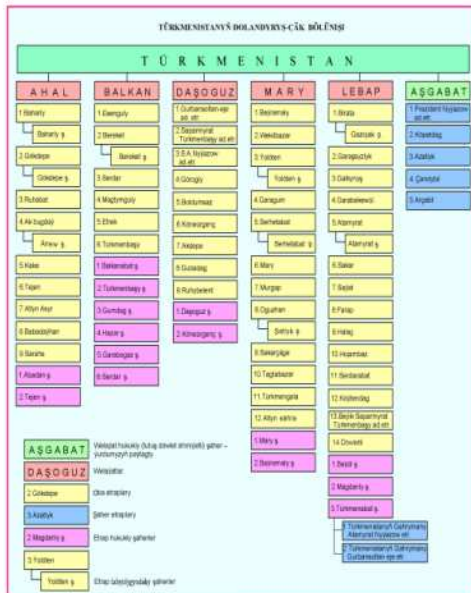 TÜRKMENISTANYŇ DOLANDYRYŞ-ÇÄK BÖLÜNIŞI
TÜRKMENISTAN
AHAL
1.Baharly
Baharly ş.
2.Gökdepe
Gökdepe ş.
3.Ruhabat
4.Ak bugdaý
Änew ş.
5.Kaka
6.Tejen
7.Altyn Asyr
8.Babadaýhan
9.Sarahs
1.Abadan ş.
2.Tejen ş.
BALKAN
1.Esenguly
2.Bereket
Bereket ş.
3.Serdar
4.Magtymguly
5.Etrek
6.Türkmenbaşy
1.Balkanabat ş.
2.Türkmenbaşy ş.
3.Gumdag ş.
4.Hazar ş.
5.Garabogaz ş.
6.Serdar ş.
DAŞOGUZ
1.Gurbansoltan-eje
ad. etr.
2.Saparmyrat
Türkmenbaşy ad.etr.
3.S.A. Nyýazow
ad.etr.
4.Görogly
5.Boldumsaz
6.Köneürgenç
7.Akdepe
8.Gubadag
9.Ruhubelent
1.Daşoguz ş.
2.Köneürgenç ş.
MARY
1.Baýramaly
2.Wekilbazar
3.Ýolöten
Ýolöten ş.
4.Garagum
5.Serhetabat
Serhetabat ş.
6.Mary
7.Murgap
8.Oguzhan
Şatlyk ş.
9.Sakarçäge
10.Tagtabazar
11.Türkmengala
12.Altyn sähra
1.Mary ş.
2.Baýramaly ş.
LEBAP
1.Birata
Gazojak ş.
2.Garaşsyzlyk
3.Galkynyş
4.Garabekewül
5.Atamyrat
Atamyrat ş.
6.Sakar
7.Saýat
8.Farap
9.Halaç
10.Hojambaz
11.Serdarabat
12.Köýtendag
13.Beýik Saparmyrat
Türkmenbaşy ad.etr.
14.Döwletli
1.Seýdi ş.
2.Magdanly ş.
3.Türkmenabat ş.
1.Türkmenistanyň Gahrymany
Atamyrat Nyýazow etr.
2.Türkmenistanyň Gahrymany
Gurbansoltan-eje etr.
AŞGABAT
1.Prezident Nyýazow
ad.etr.
2.Köpetdag
3.Azatlyk
4.Çandybil
5.Arçabil
AŞGABAT
Welaýat hukukly (tutuş döwlet ähmiýetli) şäher –
ýurdumyzyň paýtagty
DAŞOGUZ
Welaýatlar
2.Gökdepe
Oba etraplary
3.Azatlyk
Şäher etraplary
2.Magdanly ş.
Etrap hukukly şäherler
3.Ýolöten
Ýolöten ş.
Etrap tabynlygyndaky şäherler